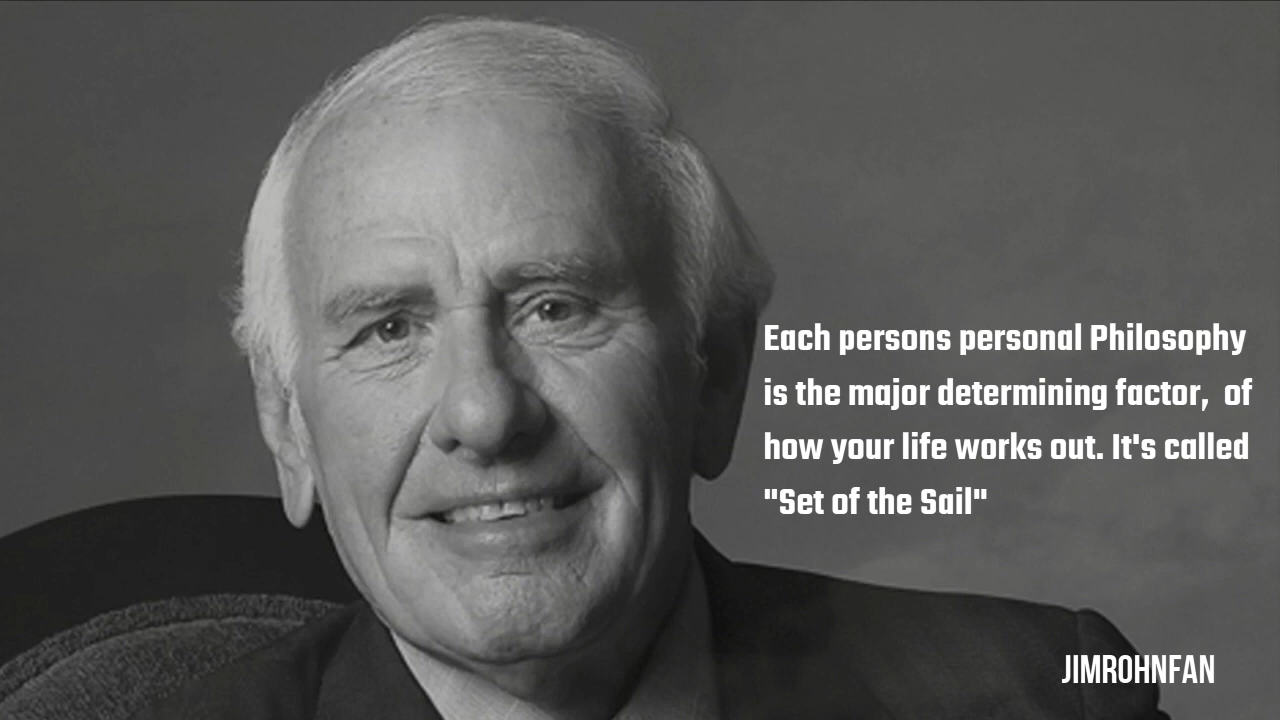 Each persons personal Philosophy
is the major determining factor,  of
how your life works out. It's called
"Set of the Sail"
JIMROHNFAN